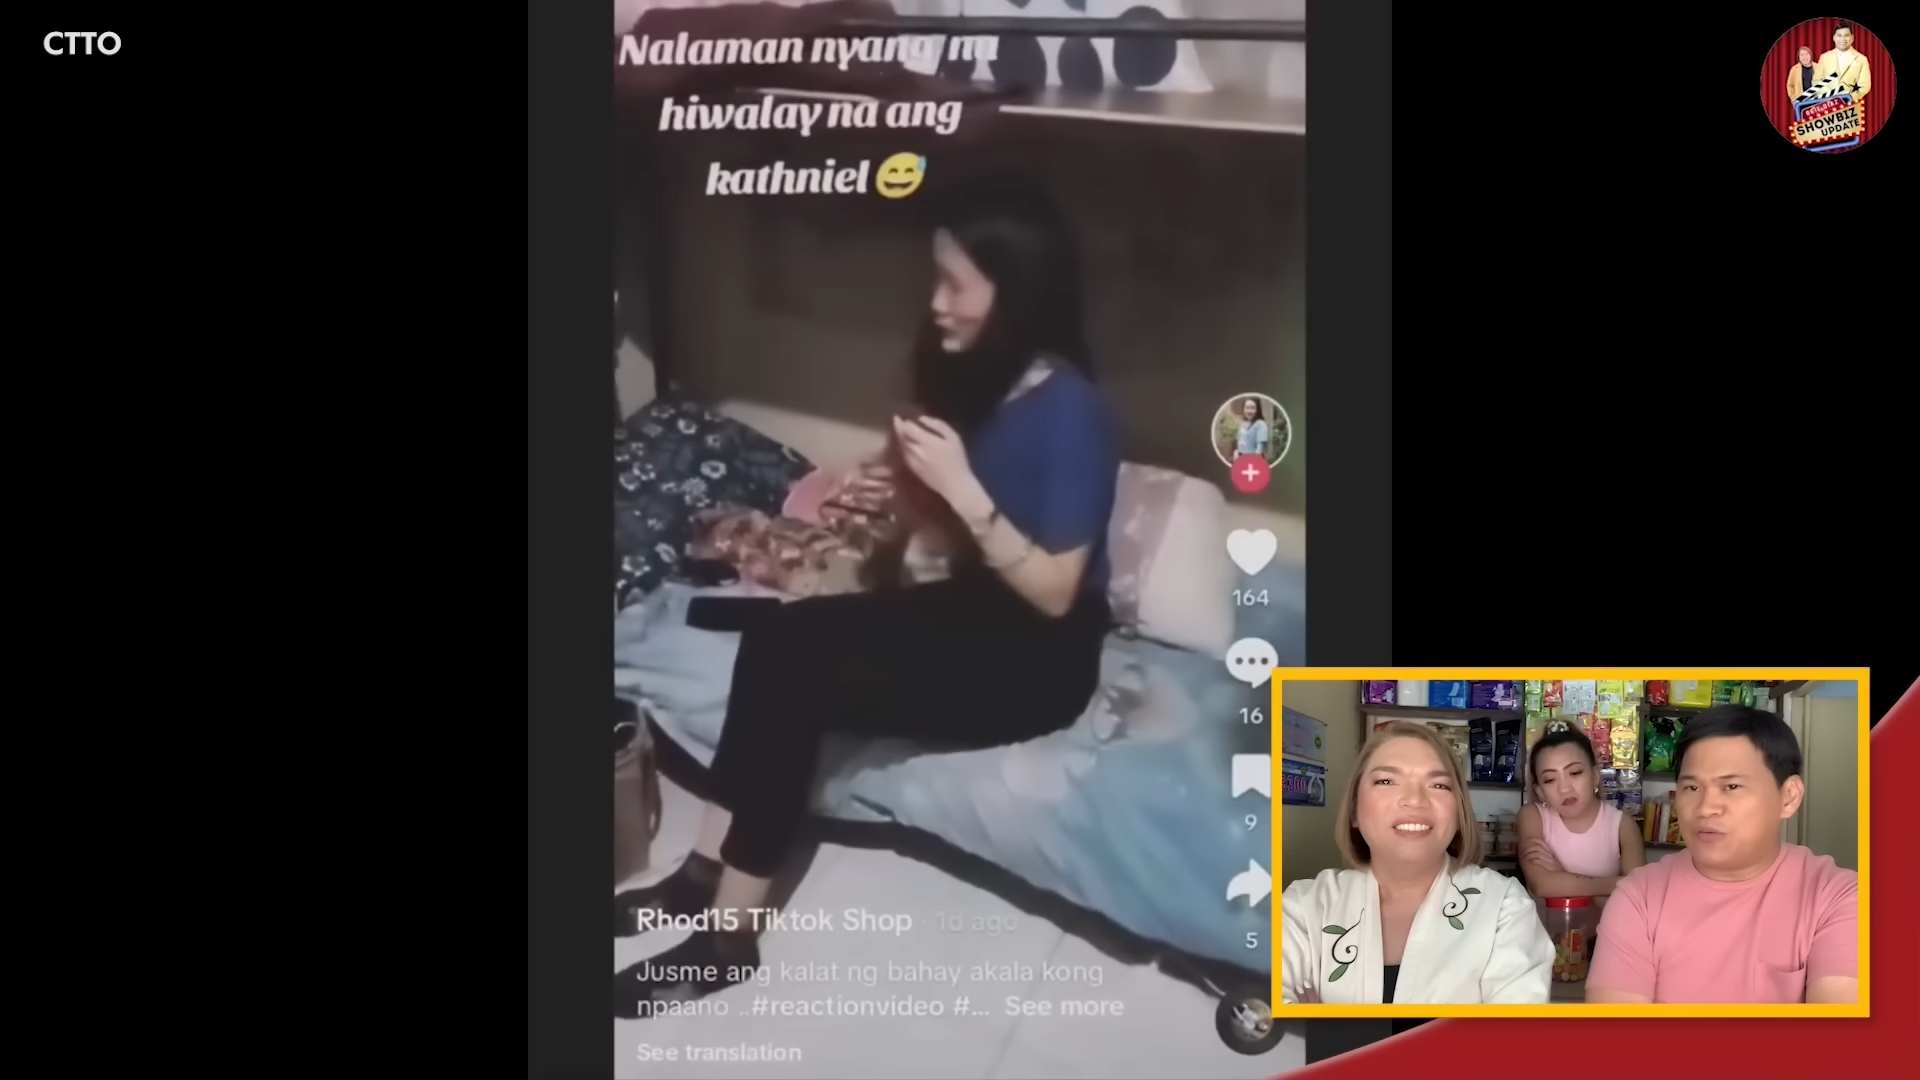 CTTO
Nalaman nyang na
hiwalay na ang
kathniel
SHOWBIZ
UPDATE
164
16
9
5
Rhod15 Tiktok Shop · 1d ago
Jusme ang kalat ng bahay akala kong
npaano ..#reactionvideo #... See more
See translation